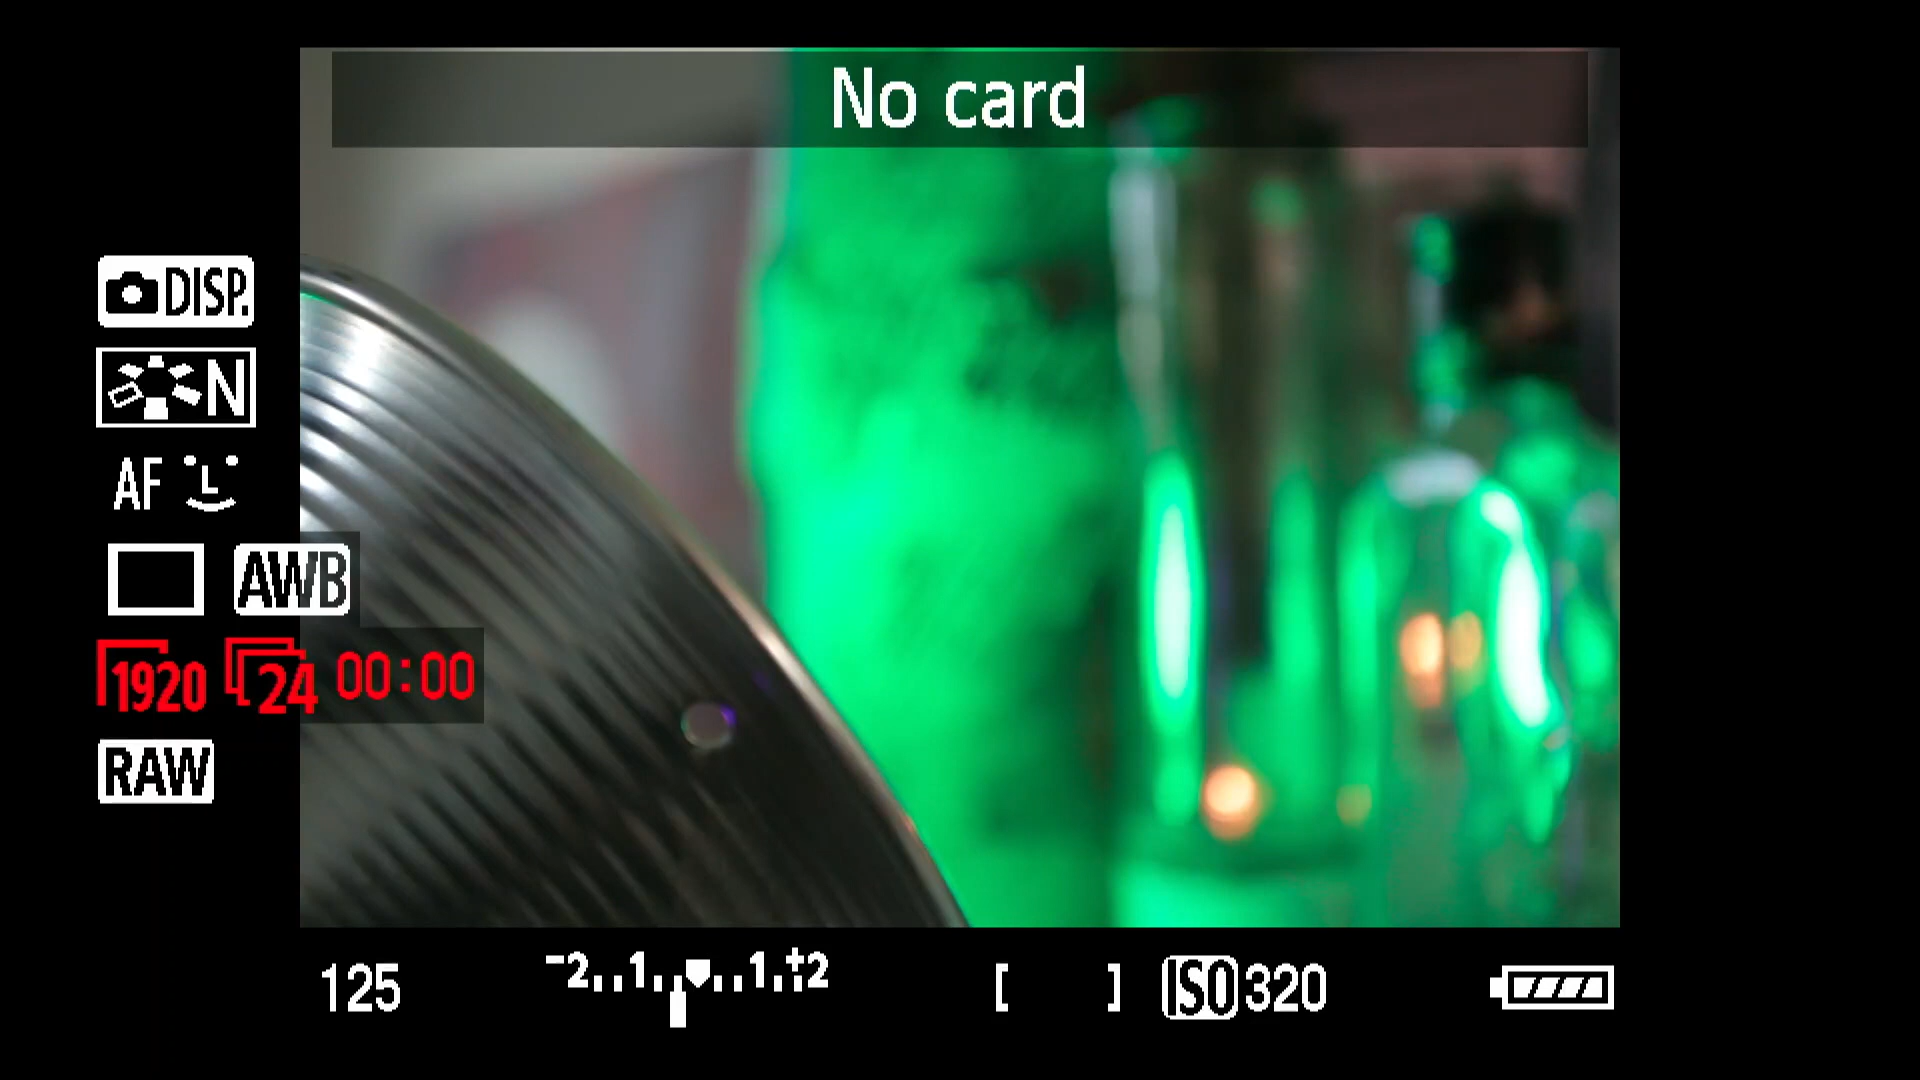 No card
DISP.
N
AF
AWB
1920 24 00:00
RAW
125 -2..1..▼..1.+2 [ ] ISO 320